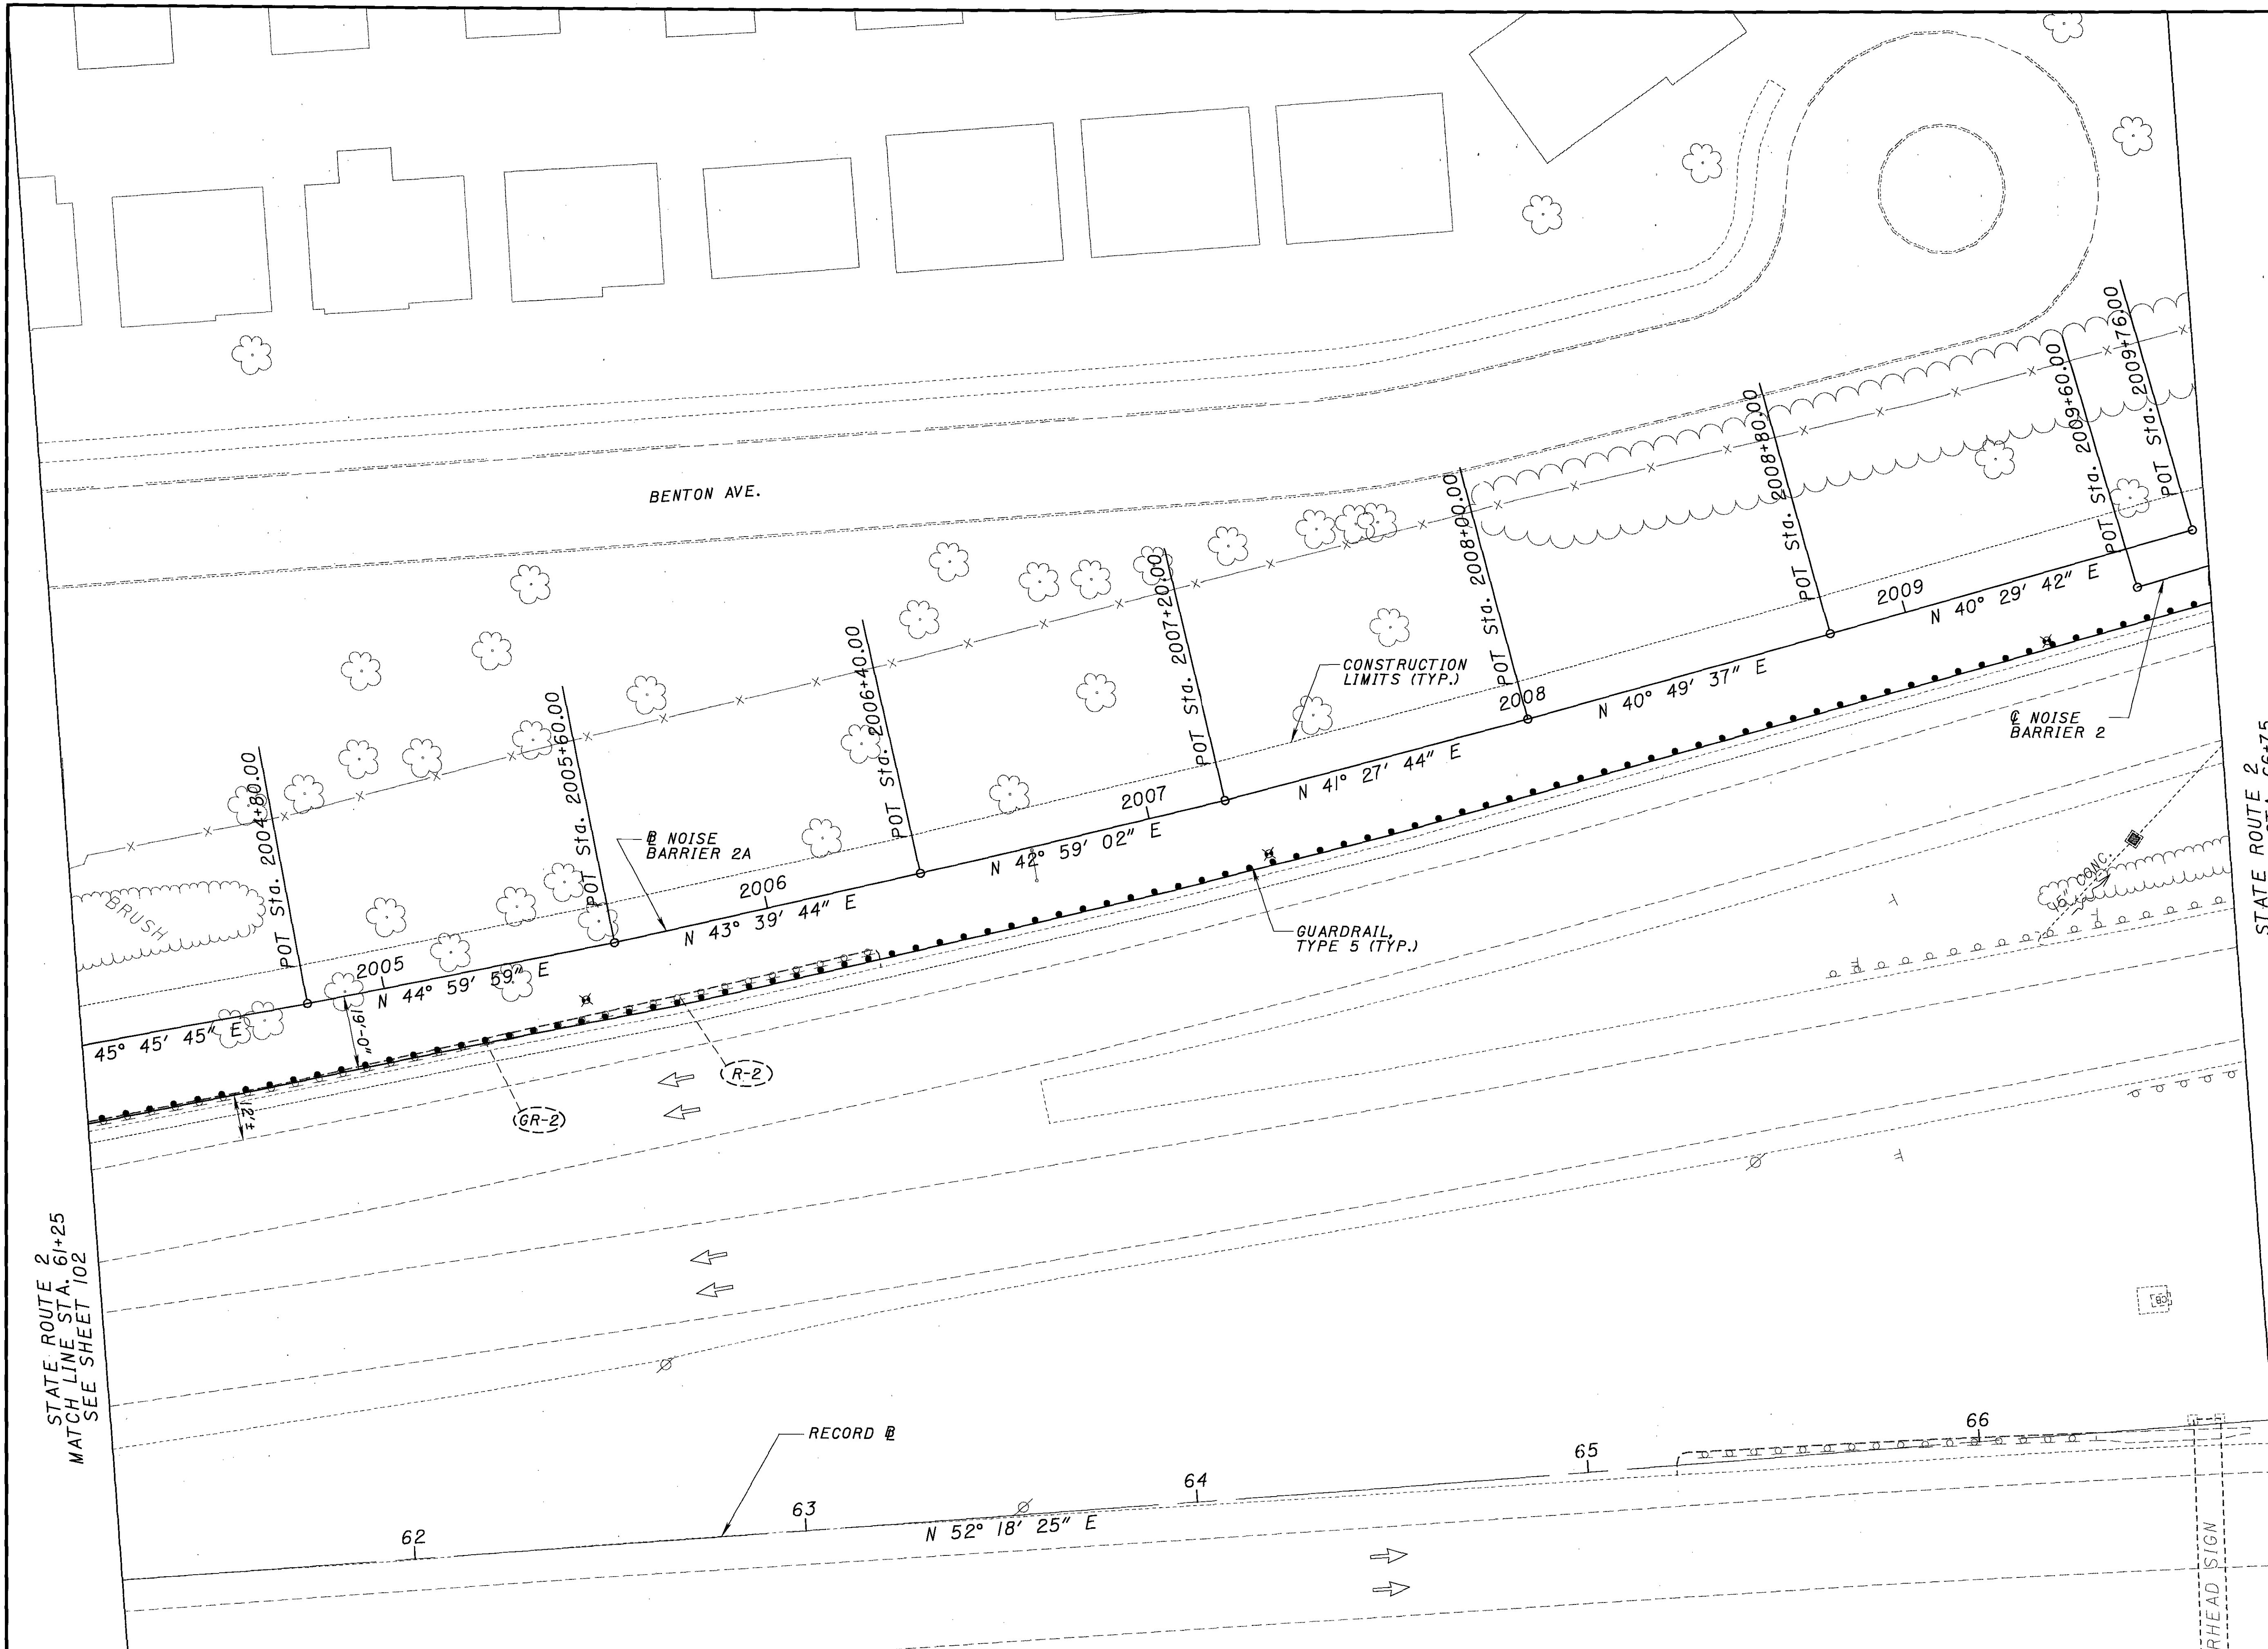 BENTON AVE.
POT Sta. 2004+80.00
POT Sta. 2005+60.00
POT Sta. 2006+40.00
POT Sta. 2007+20.00
POT Sta. 2008+00.00
POT Sta. 2008+80.00
POT Sta. 2009+60.00
POT Sta. 2009+76.00
CONSTRUCTION
LIMITS (TYP.)
2009
N 40° 29' 42" E
2008
N 40° 49' 37" E
2007
N 41° 27' 44" E
N 42° 59' 02" E
2006
N 43° 39' 44" E
2005
N 44° 59' 59" E
45° 45' 45" E
BRUSH
℄ NOISE
BARRIER 2
B NOISE
BARRIER 2A
GUARDRAIL,
TYPE 5 (TYP.)
CONC.
19'-0"
12'±
R-2
GR-2
STATE ROUTE 2
STATE ROUTE 2
MATCH LINE STA. 61+25
SEE SHEET 102
CB
RECORD B
62
63
64
65
66
N 52° 18' 25" E
RHEAD SIGN